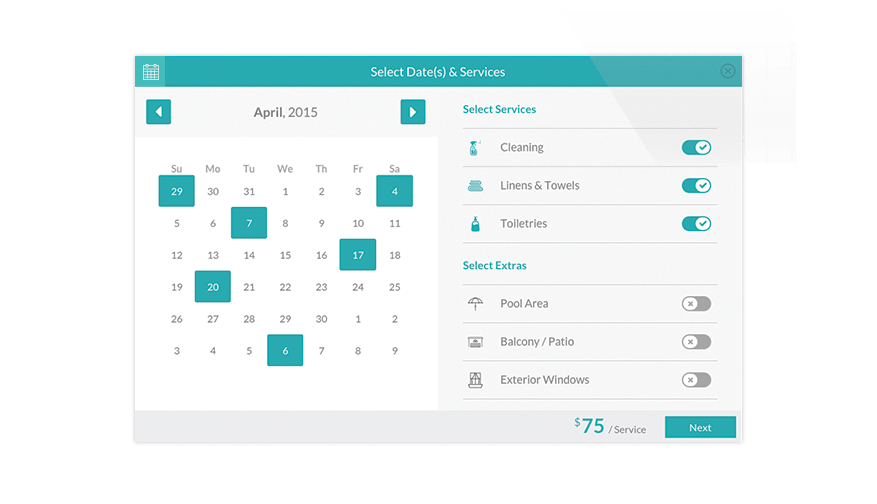 Select Date(s) & Services
April, 2015
Su Mo Tu We Th Fr Sa
29 30 31 1 2 3 4
5 6 7 8 9 10 11
12 13 14 15 16 17 18
19 20 21 22 23 24 25
26 27 28 29 30 1 2
3 4 5 6 7 8 9
Select Services
Cleaning
Linens & Towels
Toiletries
Select Extras
Pool Area
Balcony / Patio
Exterior Windows
$75 / Service
Next